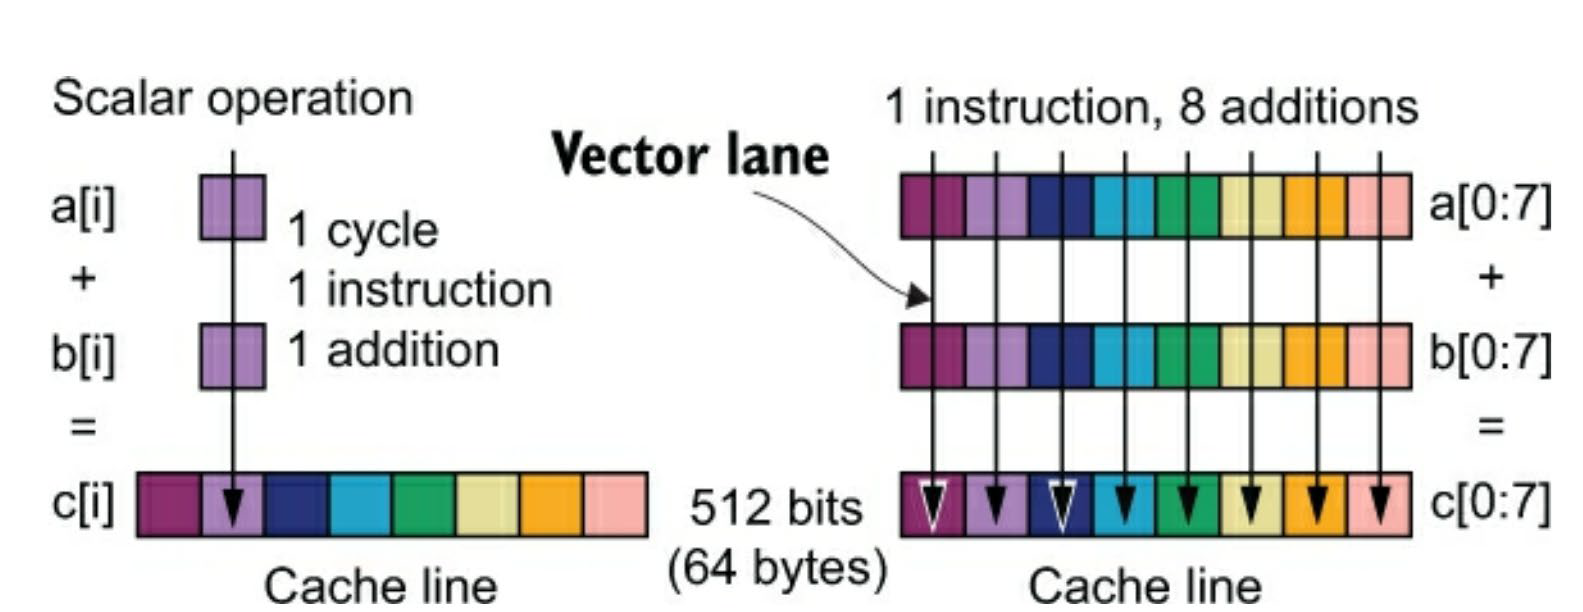 Scalar operation
a[i]
+
b[i]
=
c[i]
1 cycle
1 instruction
1 addition
Cache line
Vector lane
512 bits
(64 bytes)
1 instruction, 8 additions
a[0:7]
+
b[0:7]
=
c[0:7]
Cache line